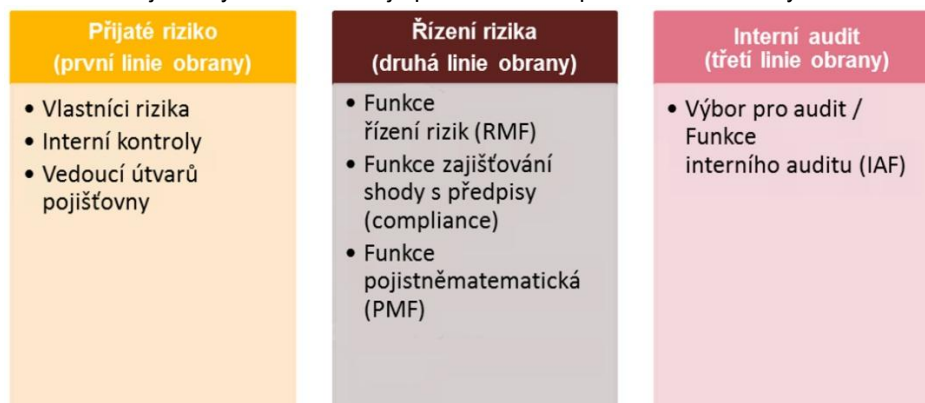 Přijaté riziko
(první linie obrany)
• Vlastníci rizika
• Interní kontroly
• Vedoucí útvarů
pojišťovny
Řízení rizika
(druhá linie obrany)
• Funkce
řízení rizik (RMF)
• Funkce zajišťování
shody s předpisy
(compliance)
• Funkce
pojistněmatematická
(PMF)
Interní audit
(třetí linie obrany)
• Výbor pro audit /
Funkce
interního auditu (IAF)